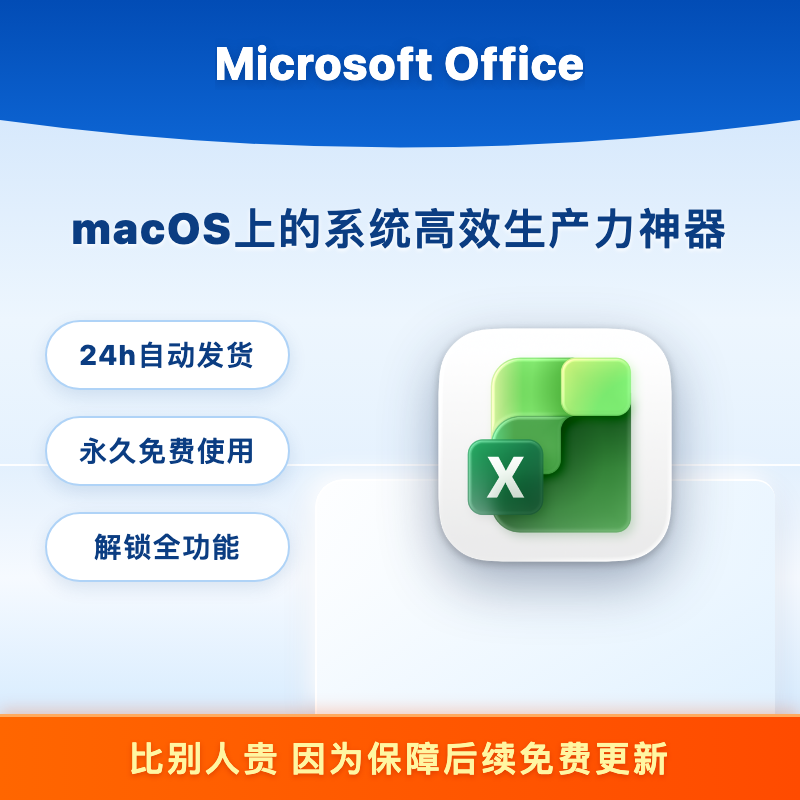 Microsoft Office
macOS上的系统高效生产力神器
24h自动发货
永久免费使用
解锁全功能
X
比别人贵 因为保障后续免费更新